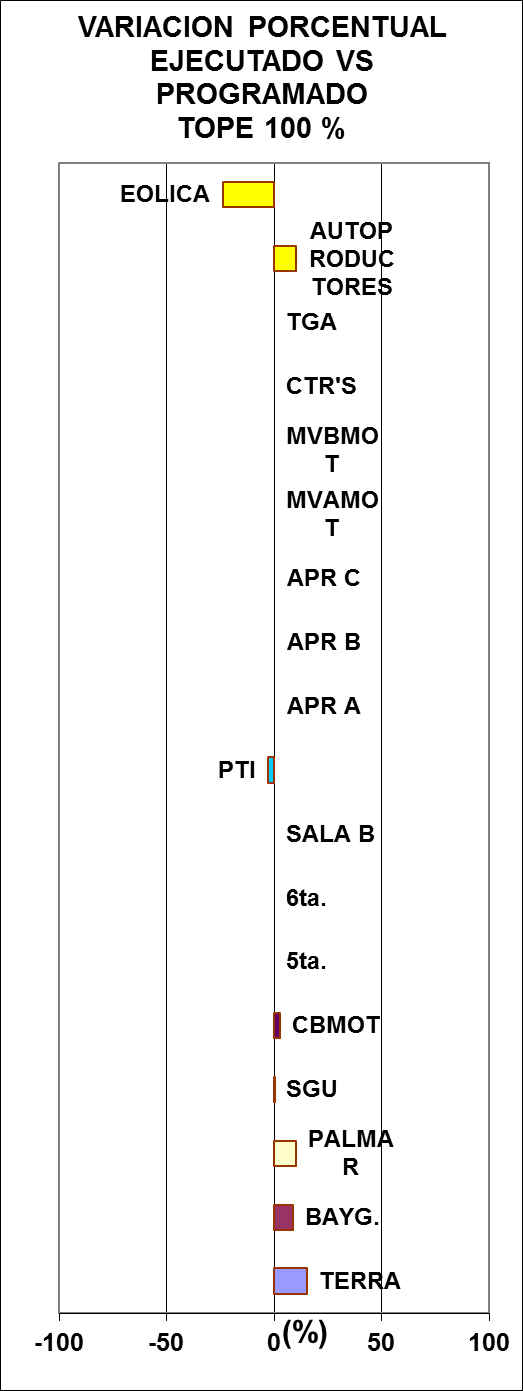 VARIACION PORCENTUAL
EJECUTADO VS
PROGRAMADO
TOPE 100 %
EOLICA
AUTOP
RODUC
TORES
TGA
CTR'S
MVBMO
T
MVAMO
T
APR C
APR B
APR A
PTI
SALA B
6ta.
5ta.
CBMOT
SGU
PALMA
R
BAYG.
TERRA
-100 -50 0 50 100
(%)